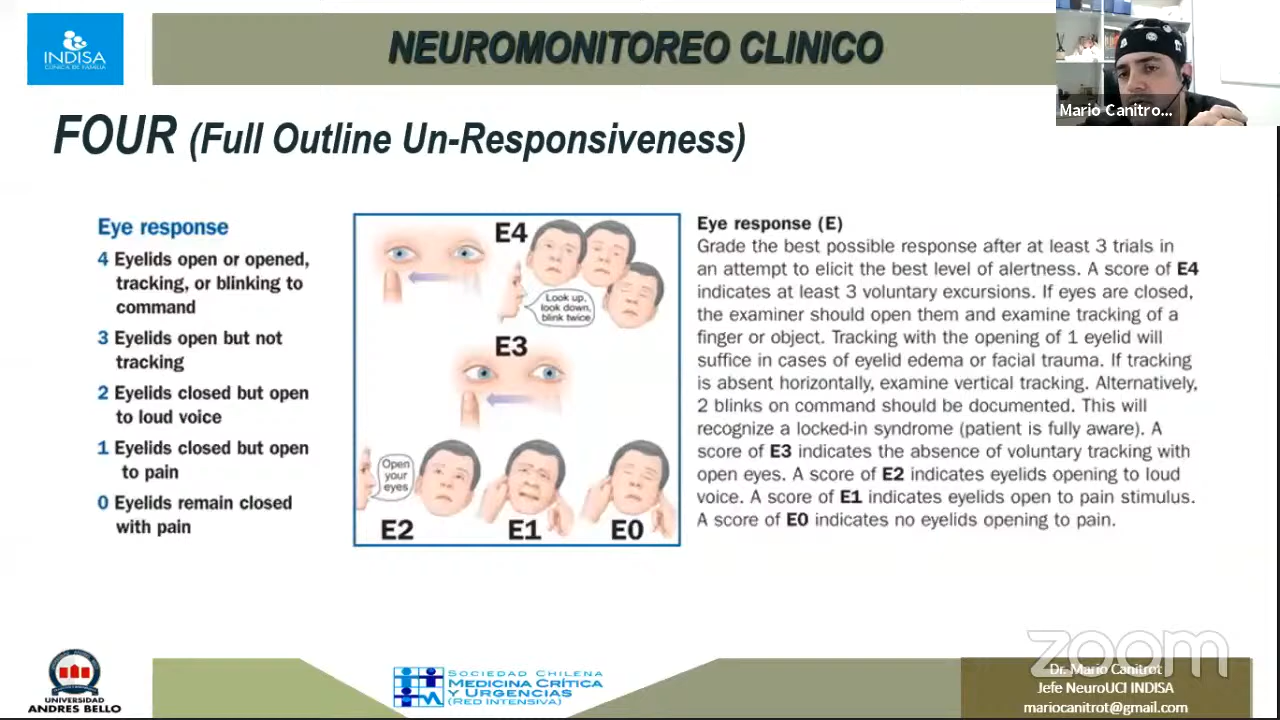 INDISA
CLINICA DE FAMILIA
NEUROMONITOREO CLINICO
Mario Canitro...
FOUR (Full Outline Un-Responsiveness)
Eye response
4 Eyelids open or opened,
tracking, or blinking to
command
3 Eyelids open but not
tracking
2 Eyelids closed but open
to loud voice
1 Eyelids closed but open
to pain
0 Eyelids remain closed
with pain
E4
Look up,
look down,
blink twice
E3
Open
your
eyes
E2
E1
E0
Eye response (E)
Grade the best possible response after at least 3 trials in
an attempt to elicit the best level of alertness. A score of E4
indicates at least 3 voluntary excursions. If eyes are closed,
the examiner should open them and examine tracking of a
finger or object. Tracking with the opening of 1 eyelid will
suffice in cases of eyelid edema or facial trauma. If tracking
is absent horizontally, examine vertical tracking. Alternatively,
2 blinks on command should be documented. This will
recognize a locked-in syndrome (patient is fully aware). A
score of E3 indicates the absence of voluntary tracking with
open eyes. A score of E2 indicates eyelids opening to loud
voice. A score of E1 indicates eyelids open to pain stimulus.
A score of E0 indicates no eyelids opening to pain.
UNIVERSIDAD
ANDRES BELLO
SOCIEDAD CHILENA
MEDICINA CRÍTICA
Y URGENCIAS
(RED INTENSIVA)
zoom
Dr. Mario Canitrot
Jefe NeuroUCI INDISA
mariocanitrot@gmail.com